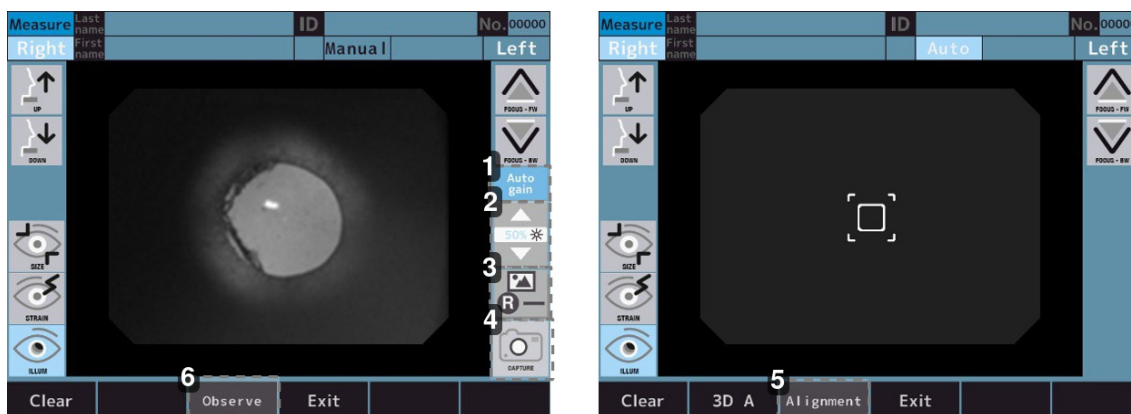 Measure Last name ID No. 00000
Right First name Manual Left
UP FOCUS - FW
DOWN FOCUS - BW
1
Auto gain
2
50%
3
SIZE
R
STRAIN
4
ILLUM CAPTURE
6
Clear Observe Exit
Measure Last name ID No. 00000
Right First name Auto Left
UP FOCUS - FW
DOWN FOCUS - BW
SIZE
STRAIN
ILLUM
5
Clear 3D A Alignment Exit